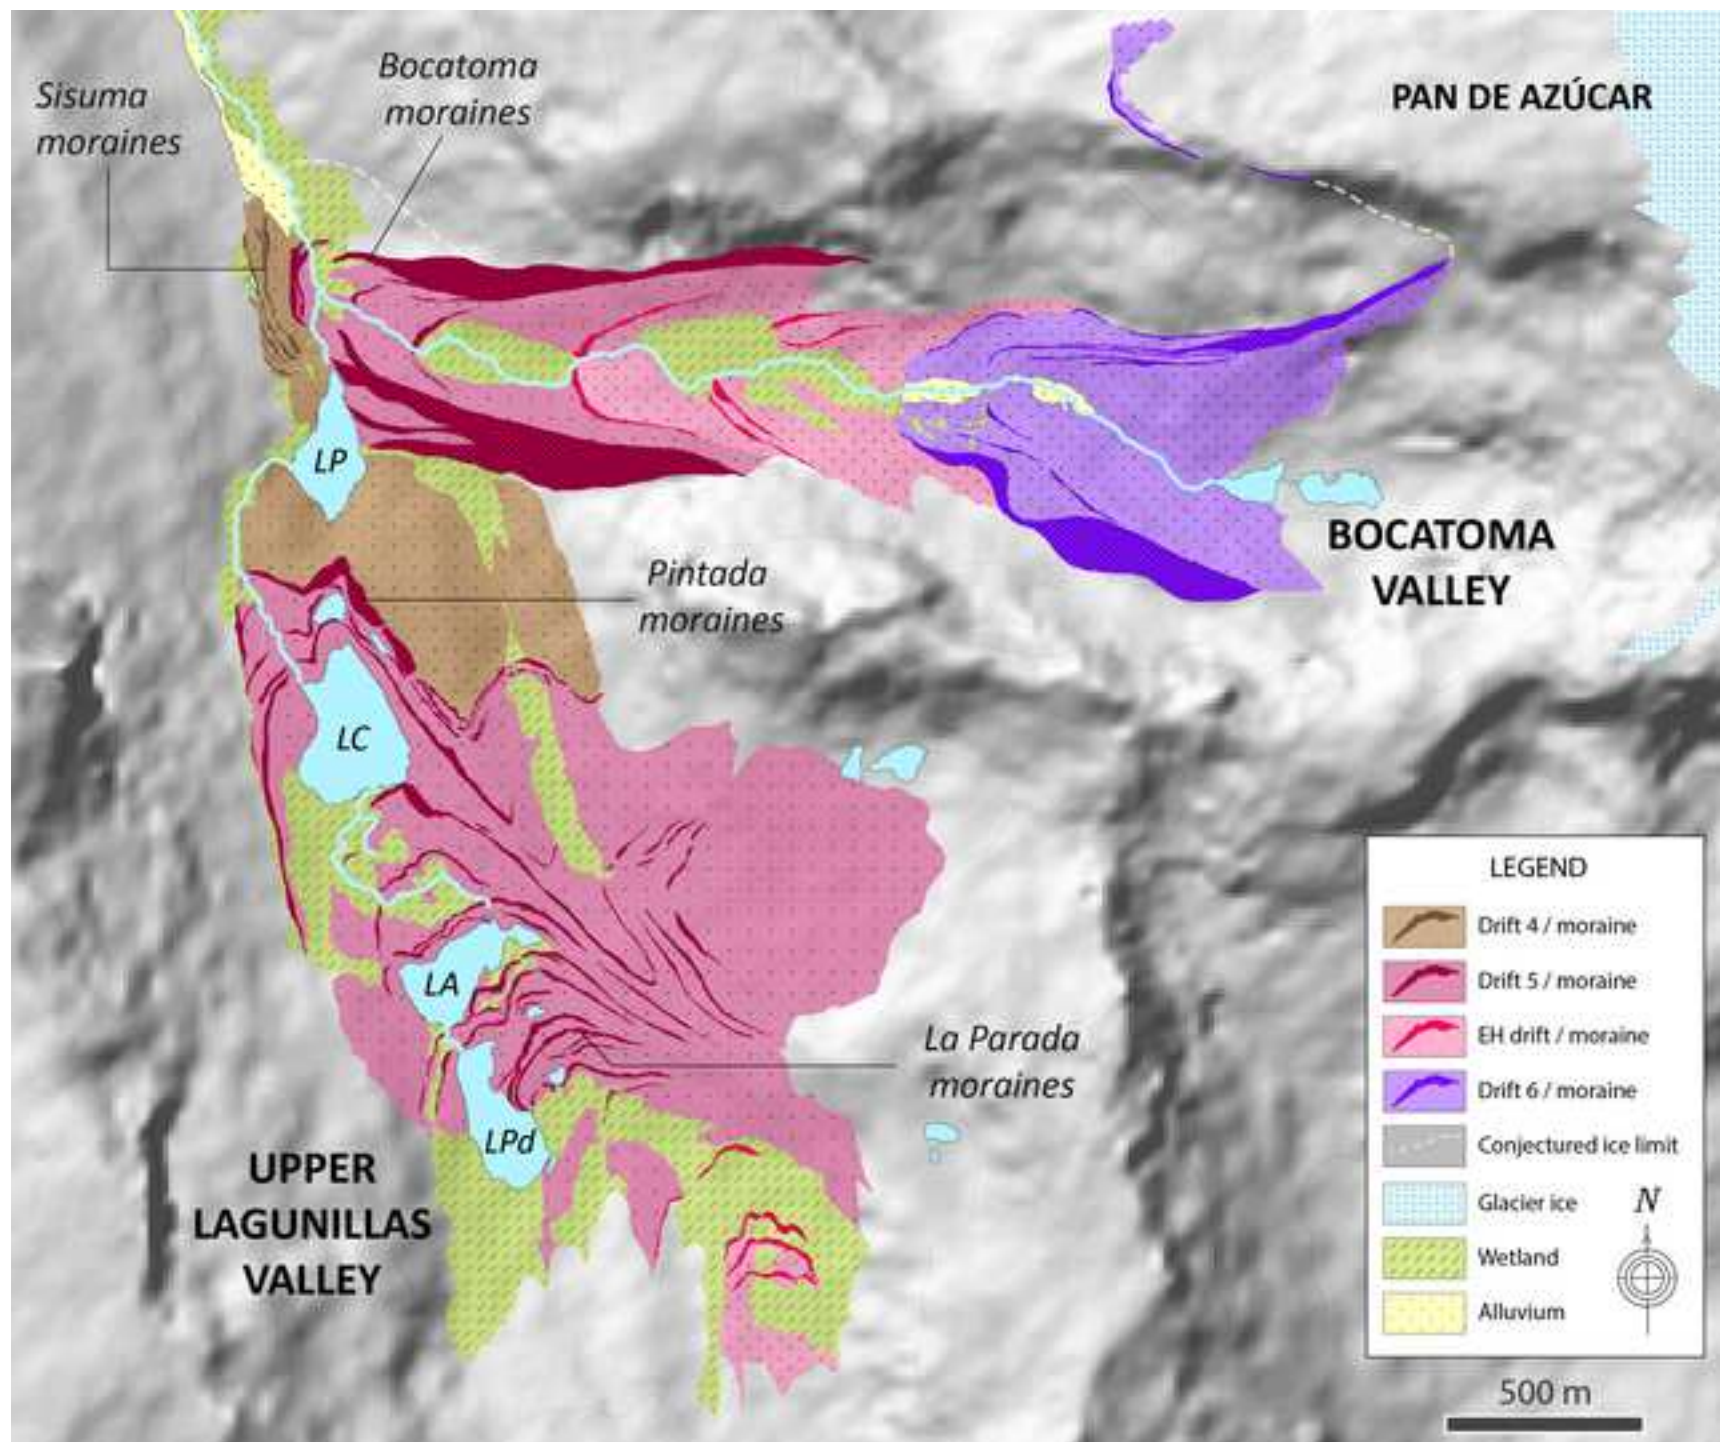 Sisuma
moraines
Bocatoma
moraines
PAN DE AZÚCAR
LP
BOCATOMA
VALLEY
Pintada
moraines
LC
LA
La Parada
moraines
LPd
UPPER
LAGUNILLAS
VALLEY
LEGEND
Drift 4 / moraine
Drift 5 / moraine
EH drift / moraine
Drift 6 / moraine
Conjectured ice limit
Glacier ice
N
Wetland
Alluvium
500 m